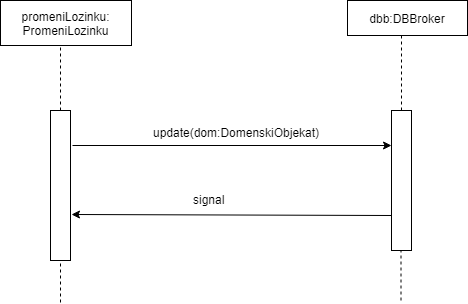 promeniLozinku:
PromeniLozinku
dbb:DBBroker
update(dom:DomenskiObjekat)
signal